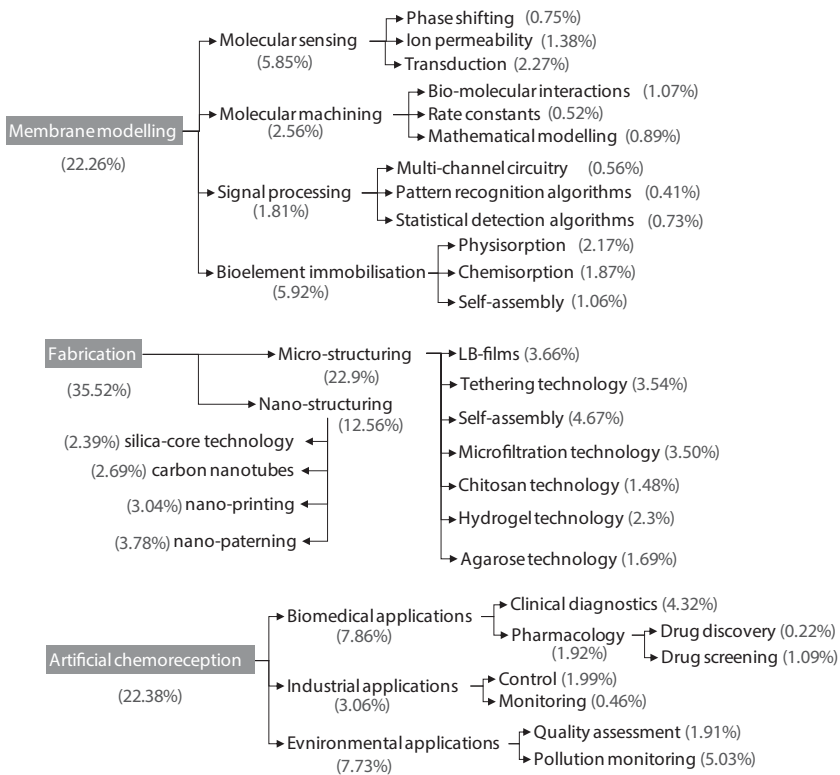 Membrane modelling
(22.26%)
Molecular sensing
(5.85%)
Phase shifting (0.75%)
Ion permeability (1.38%)
Transduction (2.27%)
Molecular machining
(2.56%)
Bio-molecular interactions (1.07%)
Rate constants (0.52%)
Mathematical modelling (0.89%)
Signal processing
(1.81%)
Multi-channel circuitry (0.56%)
Pattern recognition algorithms (0.41%)
Statistical detection algorithms (0.73%)
Bioelement immobilisation
(5.92%)
Physisorption (2.17%)
Chemisorption (1.87%)
Self-assembly (1.06%)
Fabrication
(35.52%)
Micro-structuring
(22.9%)
LB-films (3.66%)
Tethering technology (3.54%)
Self-assembly (4.67%)
Microfiltration technology (3.50%)
Chitosan technology (1.48%)
Hydrogel technology (2.3%)
Agarose technology (1.69%)
Nano-structuring
(12.56%)
(2.39%) silica-core technology
(2.69%) carbon nanotubes
(3.04%) nano-printing
(3.78%) nano-paterning
Artificial chemoreception
(22.38%)
Biomedical applications
(7.86%)
Clinical diagnostics (4.32%)
Pharmacology
(1.92%)
Drug discovery (0.22%)
Drug screening (1.09%)
Industrial applications
(3.06%)
Control (1.99%)
Monitoring (0.46%)
Evnironmental applications
(7.73%)
Quality assessment (1.91%)
Pollution monitoring (5.03%)